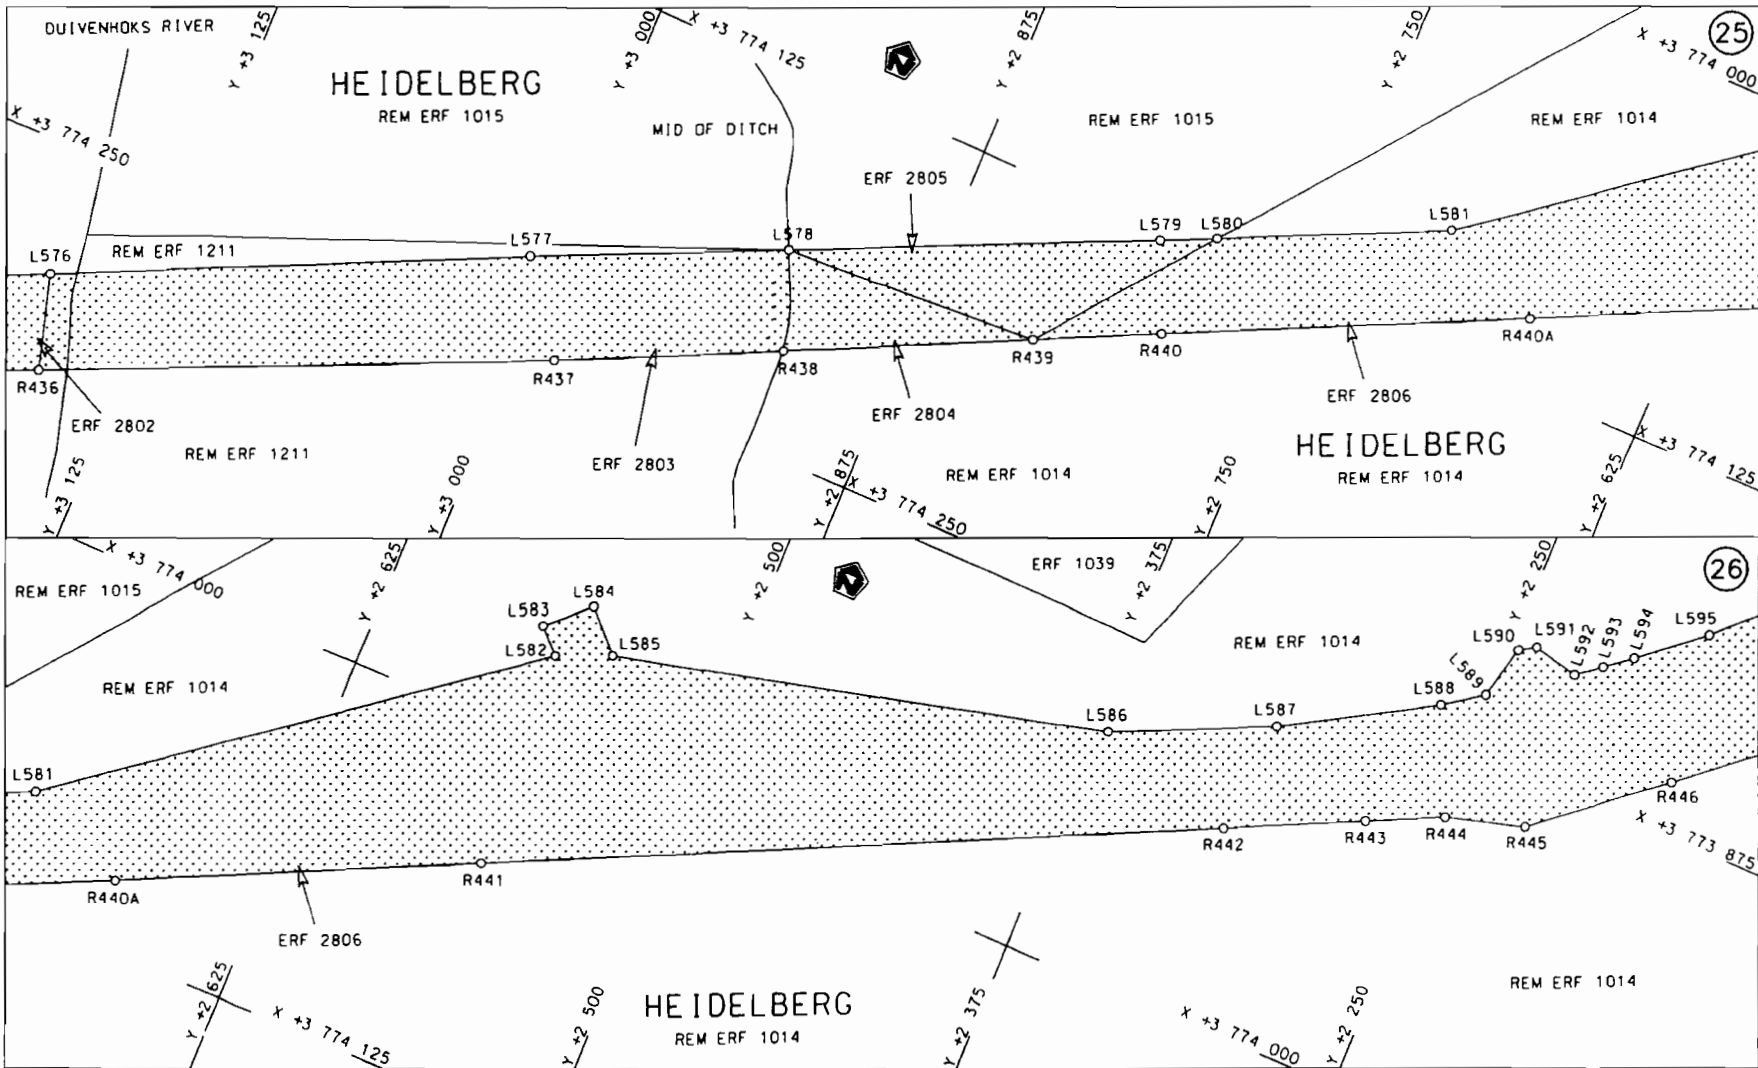 DUIVENHOKS RIVER
Y +3 125
Y +3 000
X +3 774 125
Y +2 875
Y +2 750
X +3 774 000
25
HEIDELBERG
REM ERF 1015
X +3 774 250
MID OF DITCH
REM ERF 1015
REM ERF 1014
ERF 2805
L576
REM ERF 1211
L577
L578
L579
L580
L581
R436
R437
R438
R439
R440
R440A
ERF 2802
REM ERF 1211
ERF 2803
ERF 2804
ERF 2806
HEIDELBERG
REM ERF 1014
REM ERF 1014
Y +3 125
Y +3 000
Y +2 875
X +3 774 250
Y +2 750
Y +2 625
X +3 774 125
X +3 774 000
Y +2 625
Y +2 500
ERF 1039
Y +2 375
Y +2 250
26
REM ERF 1015
REM ERF 1014
L583
L584
L582
L585
REM ERF 1014
L590
L591
L592
L593
L594
L595
L589
L588
L587
L586
L581
R440A
R441
R442
R443
R444
R445
R446
X +3 773 875
ERF 2806
HEIDELBERG
REM ERF 1014
REM ERF 1014
Y +2 625
X +3 774 125
Y +2 500
Y +2 375
X +3 774 000
Y +2 250